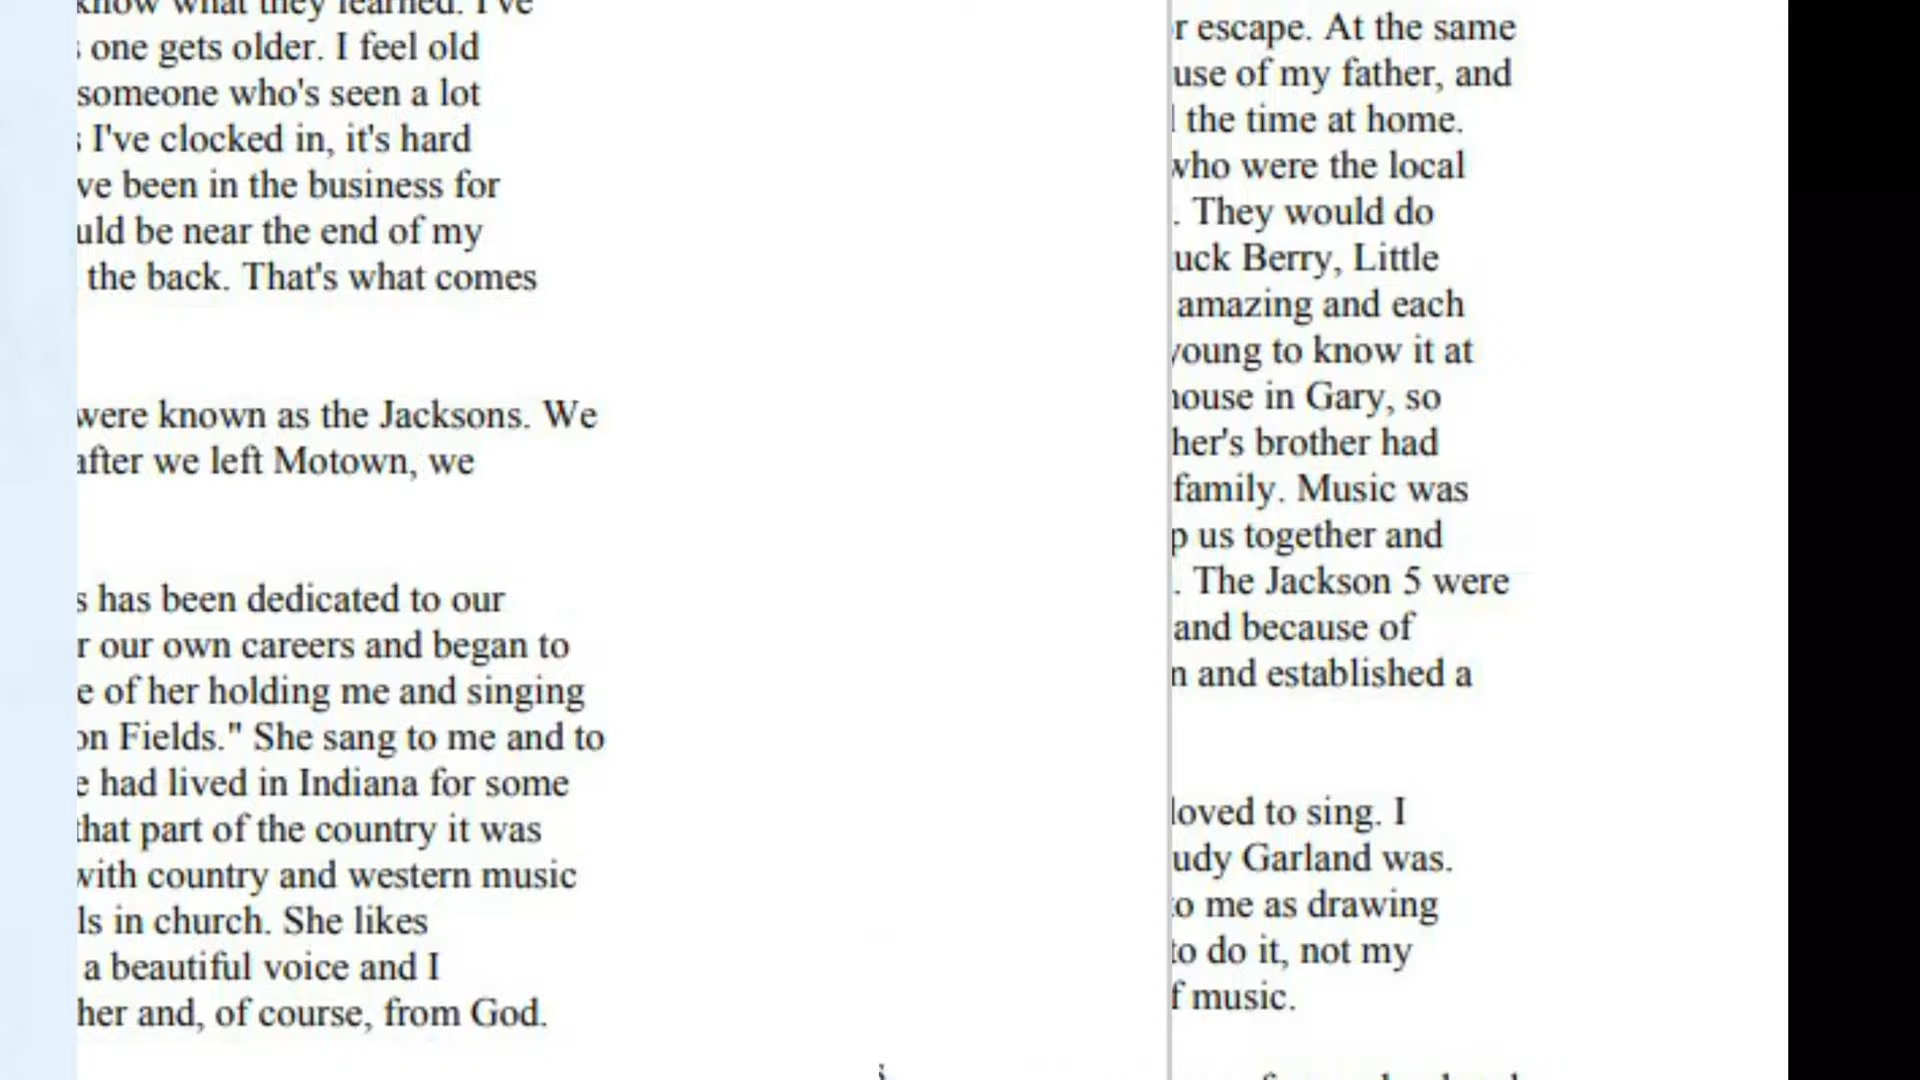 know what they learned. I've
one gets older. I feel old
someone who's seen a lot
I've clocked in, it's hard
ve been in the business for
uld be near the end of my
the back. That's what comes
were known as the Jacksons. We
after we left Motown, we
s has been dedicated to our
r our own careers and began to
e of her holding me and singing
on Fields." She sang to me and to
e had lived in Indiana for some
that part of the country it was
with country and western music
ls in church. She likes
a beautiful voice and I
her and, of course, from God.
r escape. At the same
use of my father, and
the time at home.
who were the local
. They would do
uck Berry, Little
amazing and each
young to know it at
house in Gary, so
her's brother had
family. Music was
p us together and
. The Jackson 5 were
and because of
n and established a
loved to sing. I
udy Garland was.
to me as drawing
to do it, not my
f music.